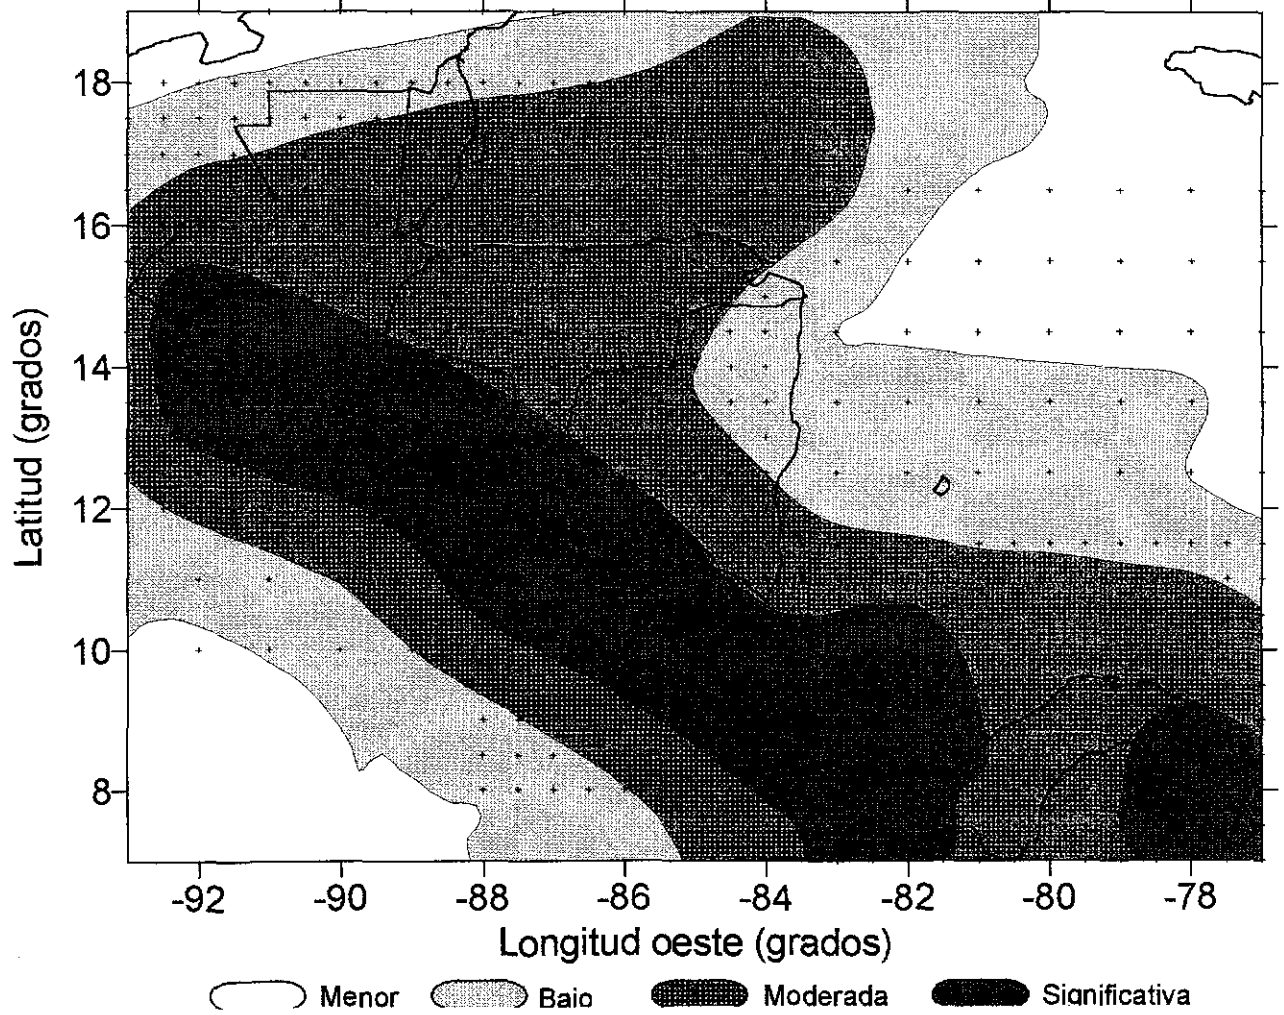 18
16
14
12
10
8
Latitud (grados)
-92 -90 -88 -86 -84 -82 -80 -78
Longitud oeste (grados)
Menor Bajo Moderada Significativa